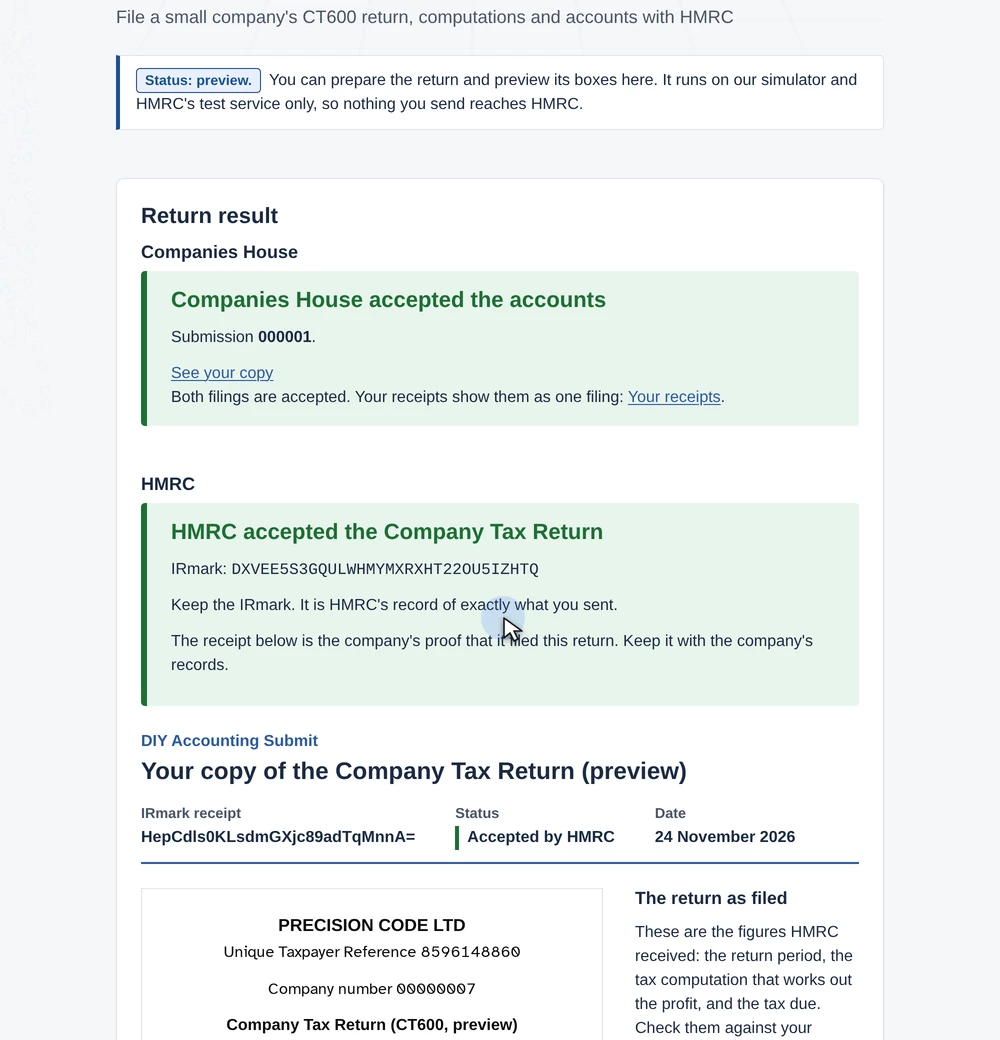 File a small company's CT600 return, computations and accounts with HMRC
Status: preview. You can prepare the return and preview its boxes here. It runs on our simulator and
HMRC's test service only, so nothing you send reaches HMRC.
Return result
Companies House
Companies House accepted the accounts
Submission 000001.
See your copy
Both filings are accepted. Your receipts show them as one filing: Your receipts.
HMRC
HMRC accepted the Company Tax Return
IRmark: DXVEE5S3GQULWHMYMXRXHT22OU5IZHTQ
Keep the IRmark. It is HMRC's record of exactly what you sent.
The receipt below is the company's proof that it filed this return. Keep it with the company's
records.
DIY Accounting Submit
Your copy of the Company Tax Return (preview)
IRmark receipt
HepCdls0KLsdmGXjc89adTqMnnA=
Status
Accepted by HMRC
Date
24 November 2026
PRECISION CODE LTD
Unique Taxpayer Reference 8596148860
Company number 00000007
Company Tax Return (CT600, preview)
The return as filed
These are the figures HMRC
received: the return period, the
tax computation that works out
the profit, and the tax due.
Check them against your